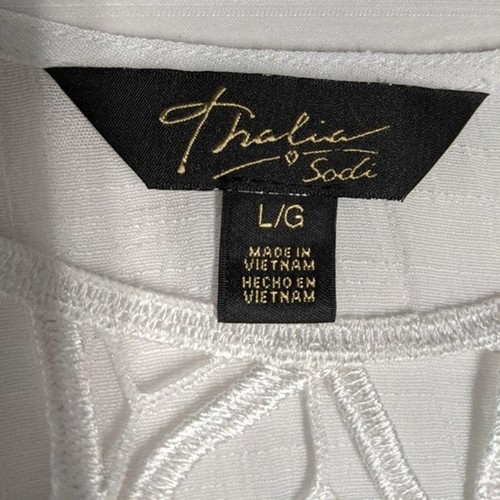 Thalia
Sodi
L/G
MADE IN
VIETNAM
HECHO EN
VIETNAM